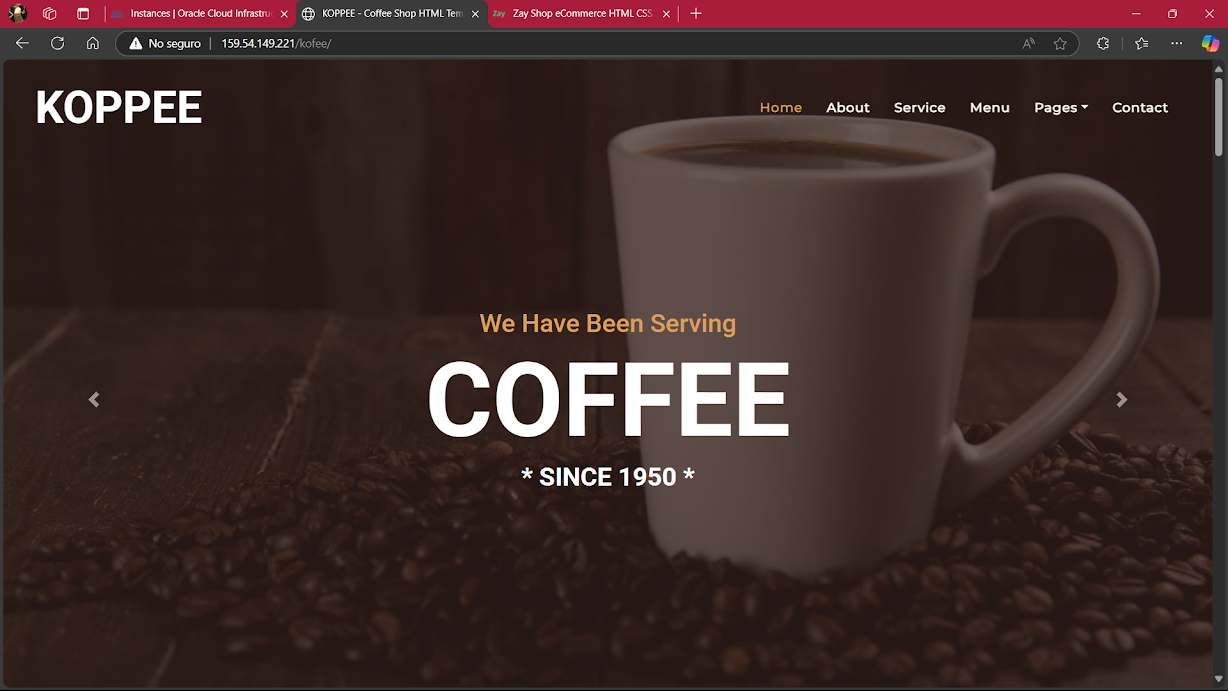 Instances | Oracle Cloud Infrastruc
KOPPEE - Coffee Shop HTML Tem
Zay Zay Shop eCommerce HTML CSS
No seguro 159.54.149.221/kofee/
KOPPEE
Home About Service Menu Pages Contact
We Have Been Serving
COFFEE
* SINCE 1950 *